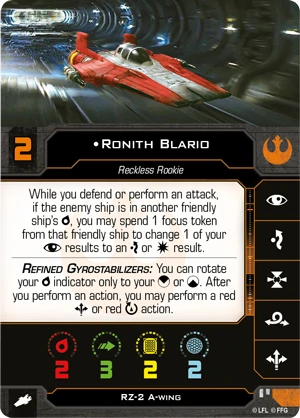 2
•Ronith Blario
Reckless Rookie
While you defend or perform an attack,
if the enemy ship is in another friendly
ship's , you may spend 1 focus token
from that friendly ship to change 1 of your
results to an or result.
Refined Gyrostabilizers: You can rotate
your indicator only to your or . After
you perform an action, you may perform a red
or red action.
2 3 2 2
RZ-2 A-wing
© LFL © FFG